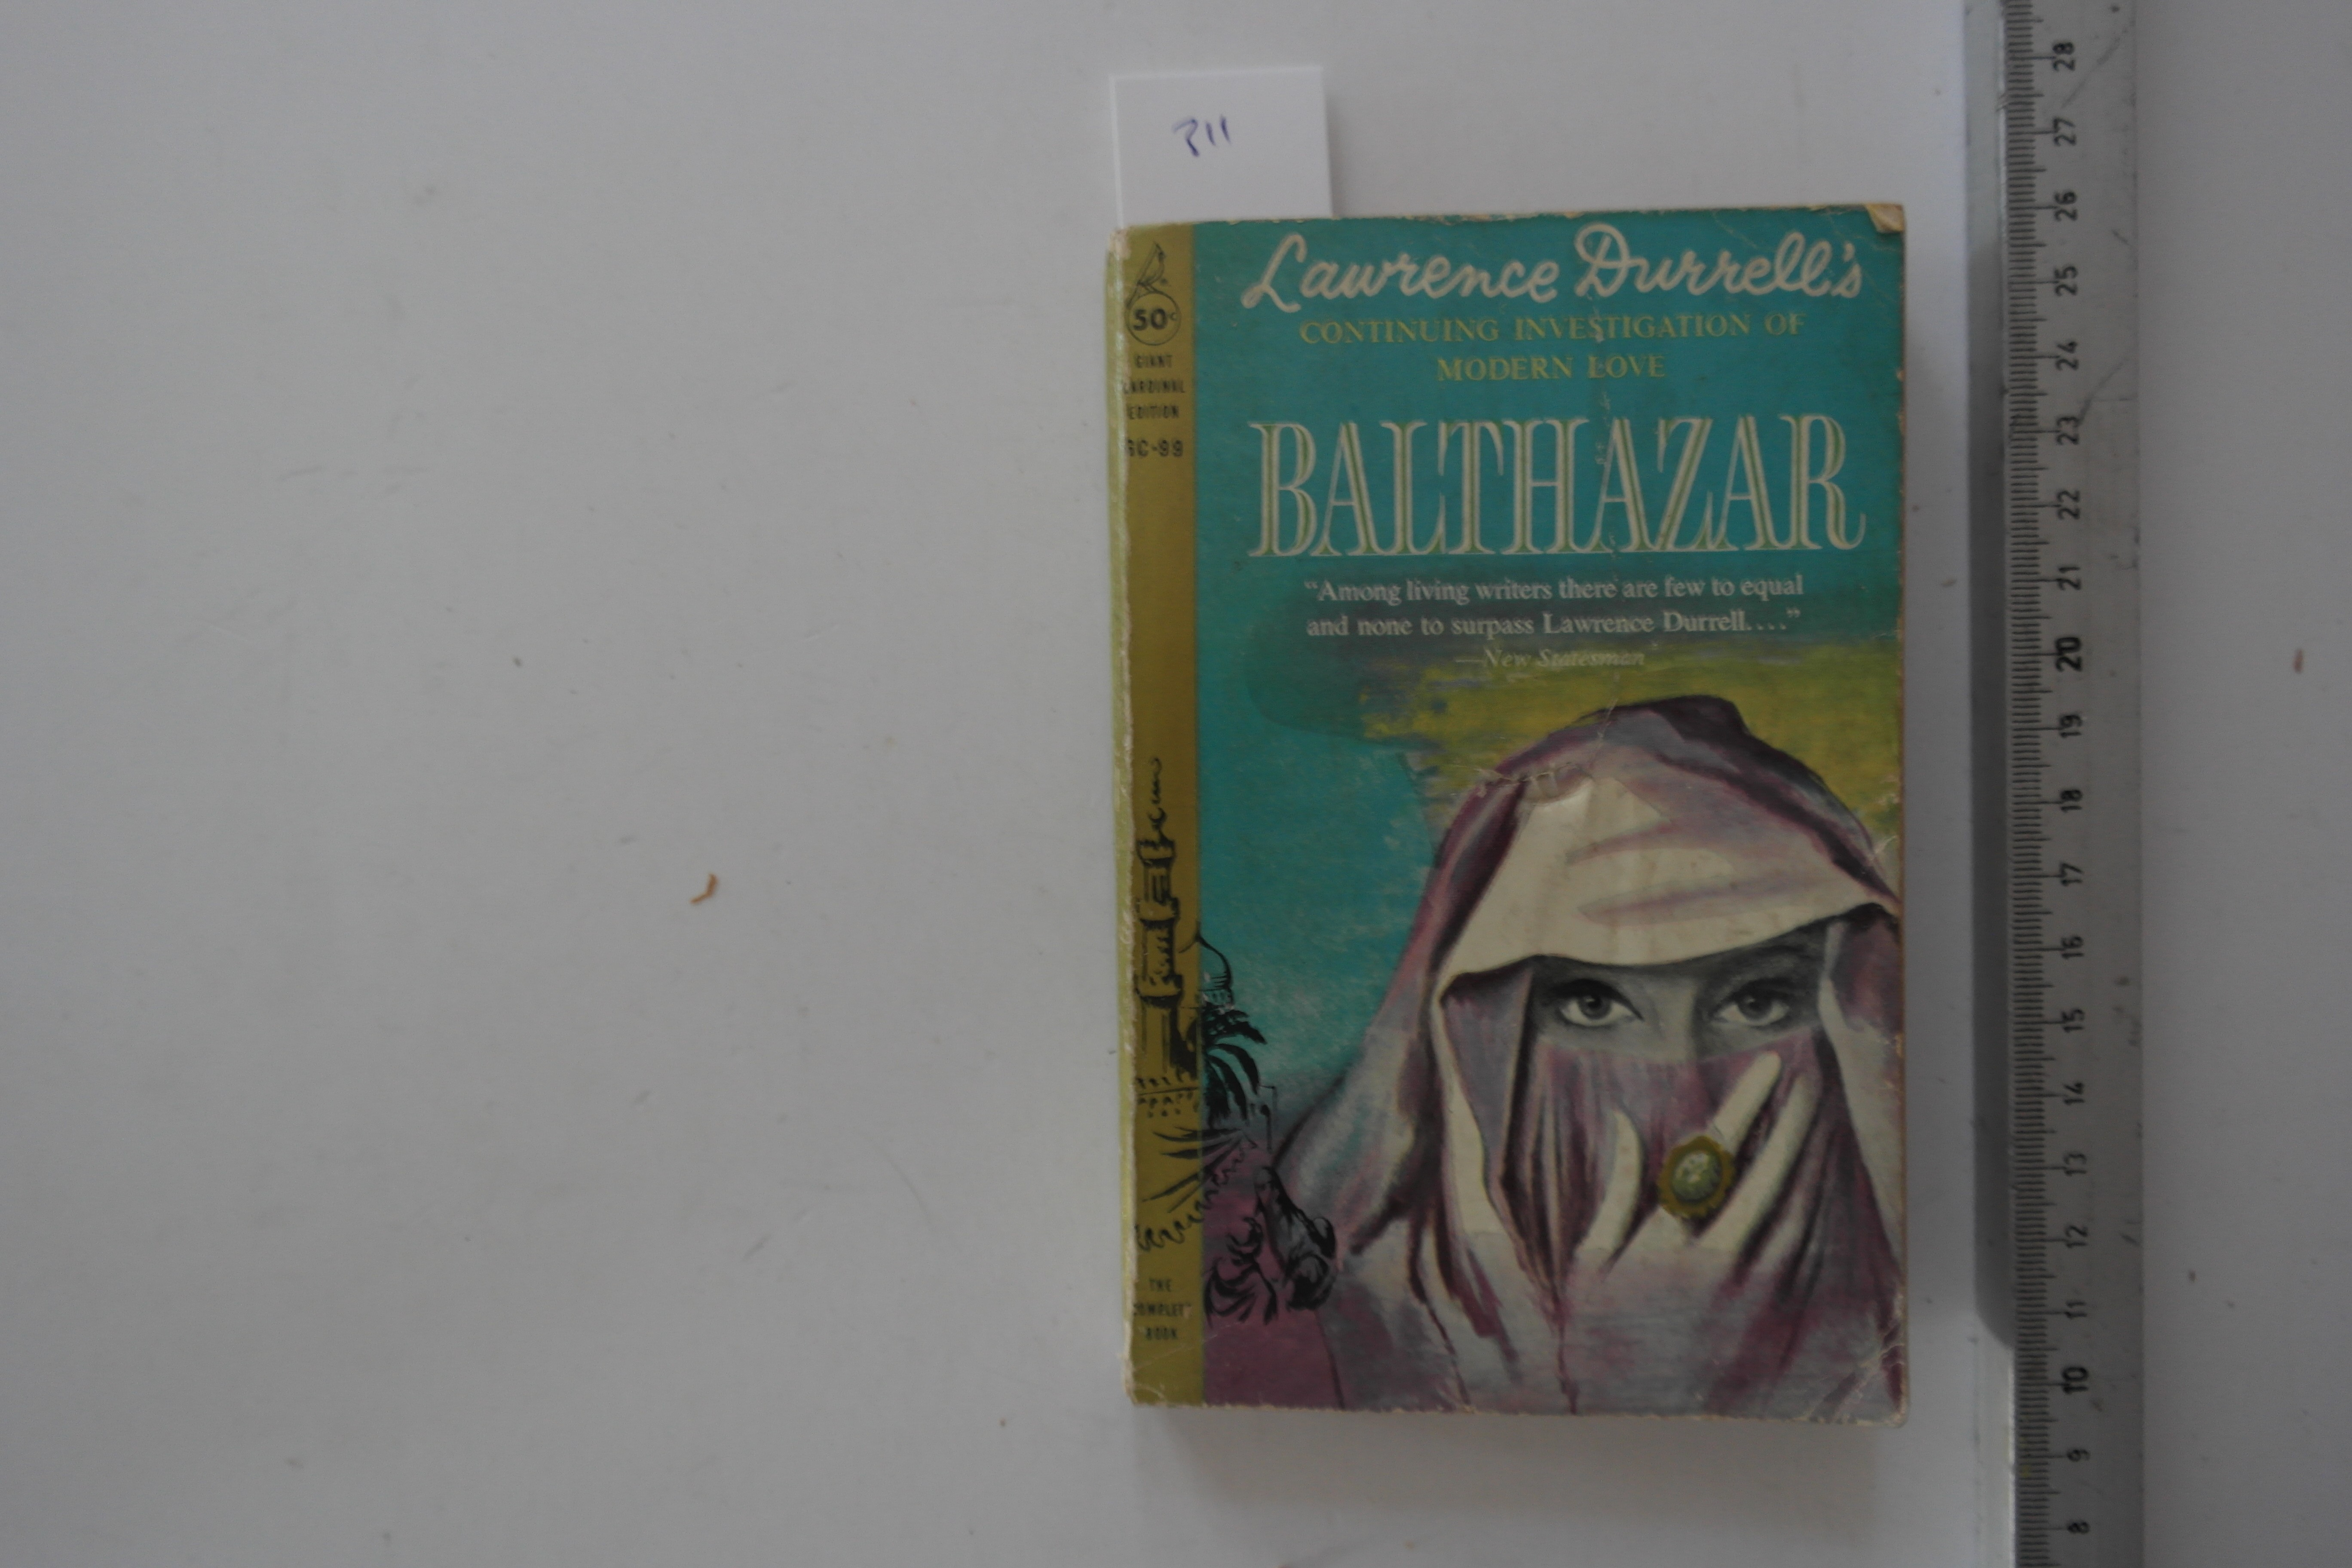 811
Lawrence Durrell's
CONTINUING INVESTIGATION OF
MODERN LOVE
BALTHAZAR
“Among living writers there are few to equal
and none to surpass Lawrence Durrell....”
—New Statesman
50¢
GIANT
CARDINAL
EDITION
GC-99
THE
COMPLETE
BOOK
28
27
26
25
24
23
22
21
20
19
18
17
16
15
14
13
12
11
10
9
8